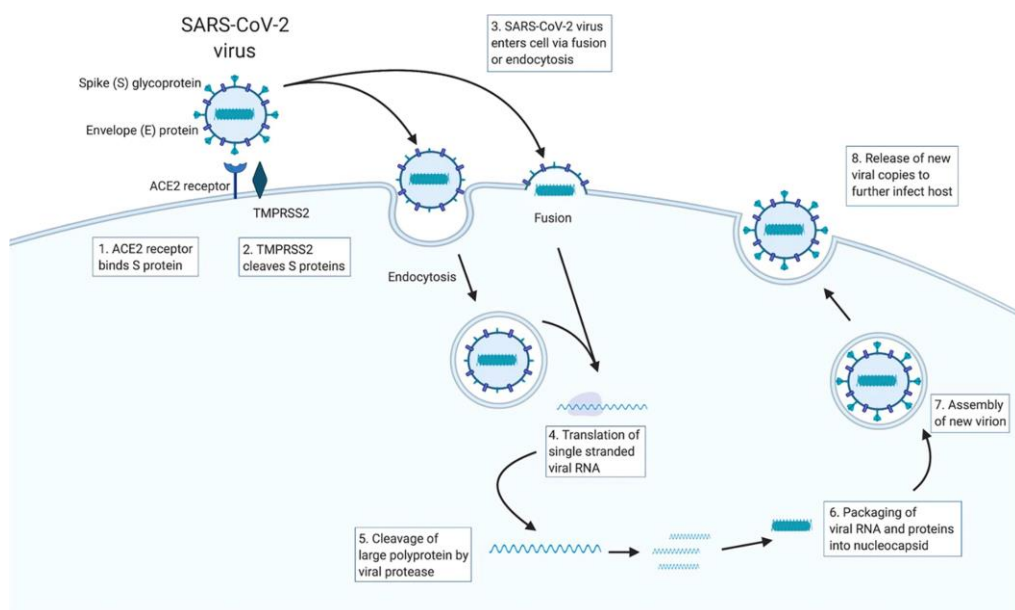 SARS-CoV-2
virus
Spike (S) glycoprotein
Envelope (E) protein
ACE2 receptor
TMPRSS2
1. ACE2 receptor
binds S protein
2. TMPRSS2
cleaves S proteins
3. SARS-CoV-2 virus
enters cell via fusion
or endocytosis
Fusion
Endocytosis
4. Translation of
single stranded
viral RNA
5. Cleavage of
large polyprotein by
viral protease
6. Packaging of
viral RNA and proteins
into nucleocapsid
7. Assembly
of new virion
8. Release of new
viral copies to
further infect host